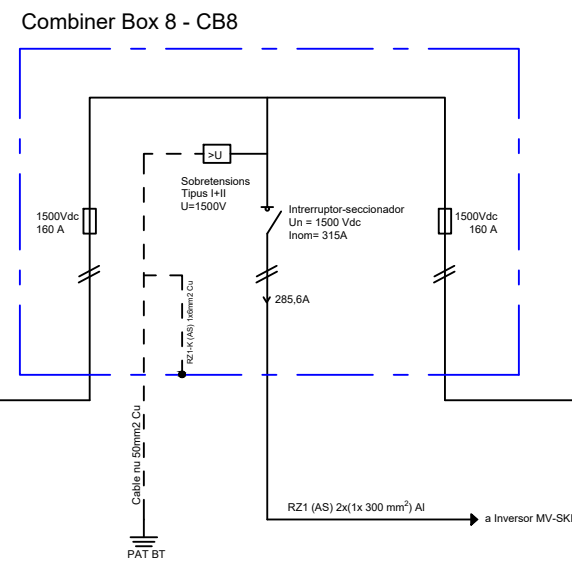 Combiner Box 8 - CB8
>U
Sobretensions
Tipus I+II
U=1500V
1500Vdc
160 A
Intrerruptor-seccionador
Un = 1500 Vdc
Inom= 315A
1500Vdc
160 A
285,6A
RZ1-K (AS) 1x6mm2 Cu
Cable nu 50mm2 Cu
RZ1 (AS) 2x(1x 300 mm²) Al
a Inversor MV-SKI
PAT BT